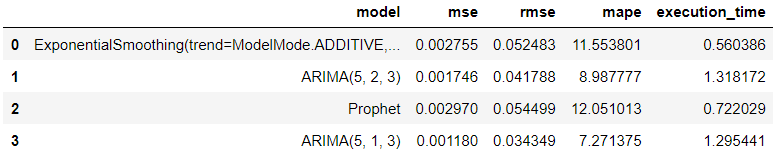 model mse rmse mape execution_time
0 ExponentialSmoothing(trend=ModelMode.ADDITIVE,... 0.002755 0.052483 11.553801 0.560386
1 ARIMA(5, 2, 3) 0.001746 0.041788 8.987777 1.318172
2 Prophet 0.002970 0.054499 12.051013 0.722029
3 ARIMA(5, 1, 3) 0.001180 0.034349 7.271375 1.295441